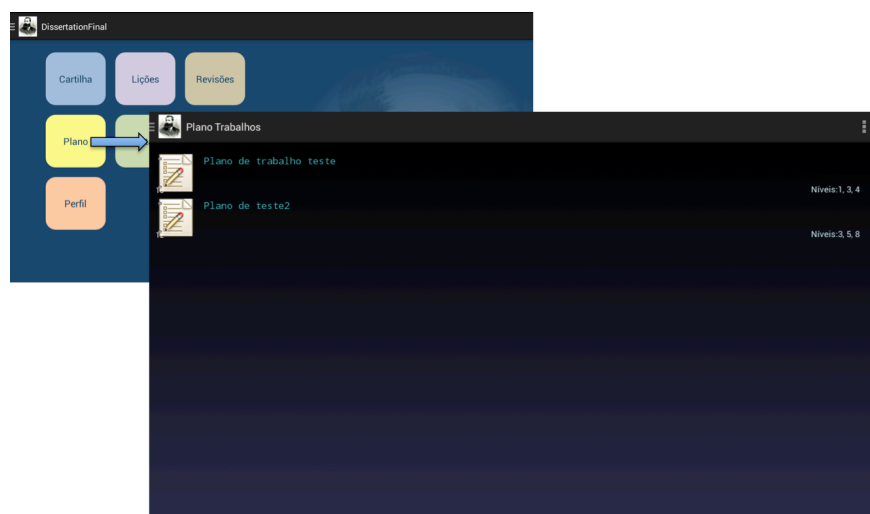 DissertationFinal
Cartilha
Lições
Revisões
Plano
Perfil
Plano Trabalhos
Plano de trabalho teste
Níveis:1, 3, 4
Plano de teste2
Níveis:3, 5, 8